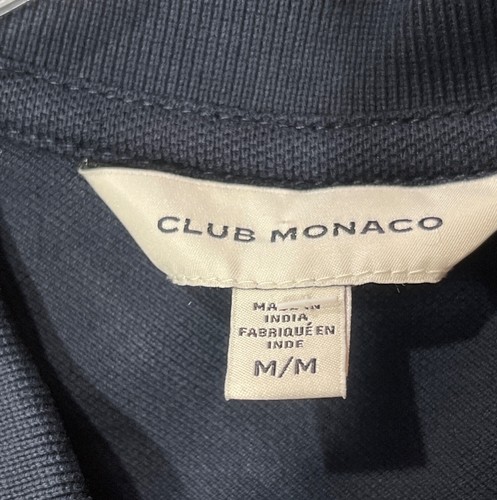 CLUB MONACO
MADE IN
INDIA
FABRIQUÉ EN
INDE
M/M